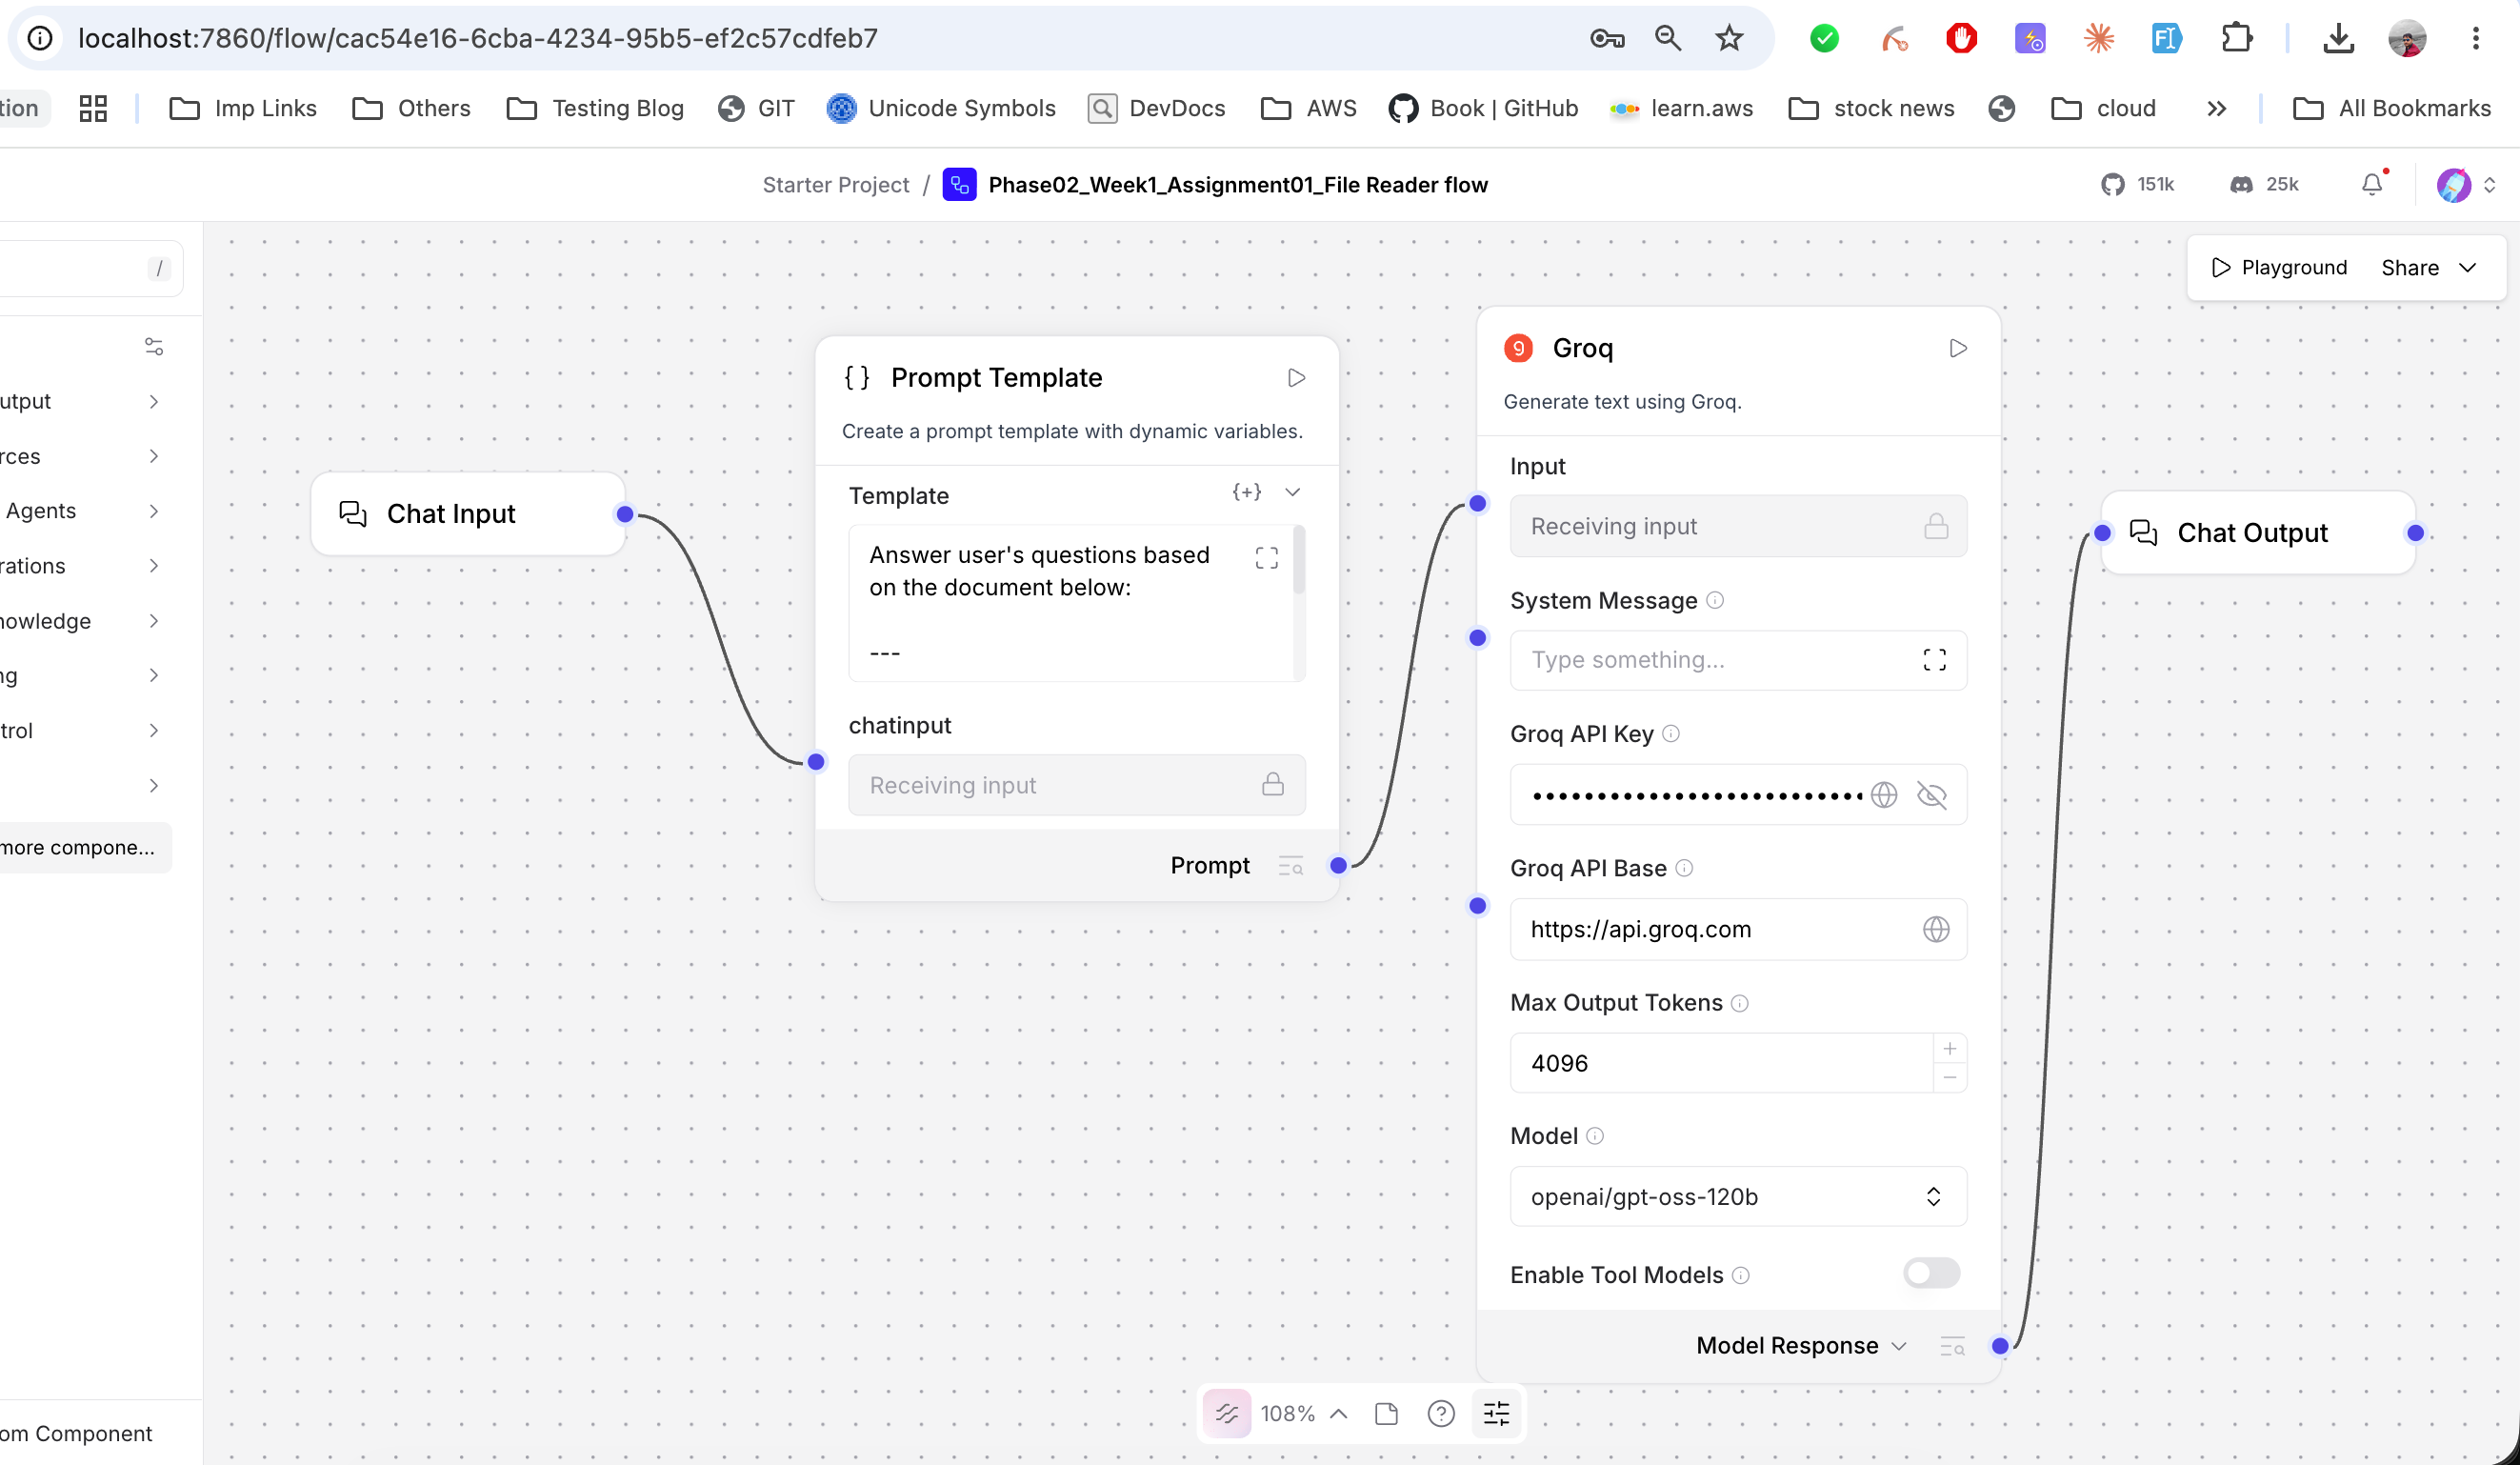 localhost:7860/flow/cac54e16-6cba-4234-95b5-ef2c57cdfeb7
tion
Imp Links
Others
Testing Blog
GIT
Unicode Symbols
DevDocs
AWS
Book | GitHub
learn.aws
stock news
cloud
»
All Bookmarks
Starter Project / Phase02_Week1_Assignment01_File Reader flow
151k
25k
/
Playground
Share
utput
rces
Agents
rations
nowledge
ng
trol
more compone...
om Component
Chat Input
{ } Prompt Template
Create a prompt template with dynamic variables.
Template
{+}
Answer user's questions based
on the document below:
---
chatinput
Receiving input
Prompt
Groq
Generate text using Groq.
Input
Receiving input
System Message
Type something...
Groq API Key
••••••••••••••••••••••••••
Groq API Base
https://api.groq.com
Max Output Tokens
4096
Model
openai/gpt-oss-120b
Enable Tool Models
Model Response
Chat Output
108%